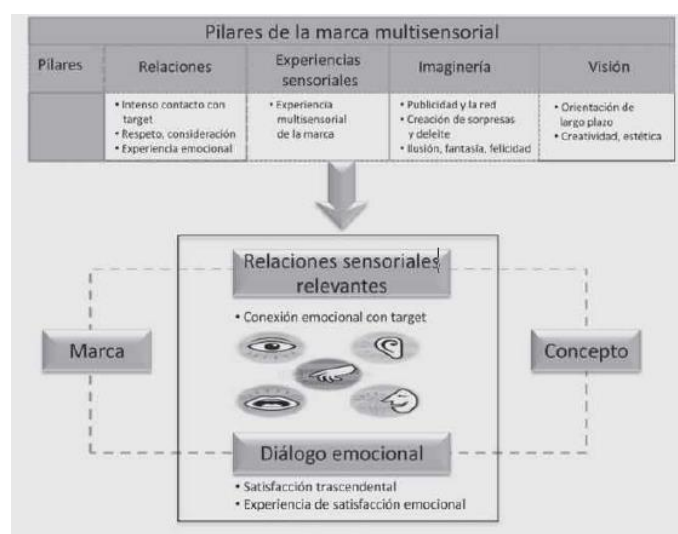 Pilares de la marca multisensorial
Pilares
Relaciones
Experiencias
sensoriales
Imaginería
Visión
• Intenso contacto con
target
• Respeto, consideración
• Experiencia emocional
• Experiencia
multisensorial
de la marca
• Publicidad y la red
• Creación de sorpresas
y deleite
• Ilusión, fantasía, felicidad
• Orientación de
largo plazo
• Creatividad, estética
Relaciones sensoriales
relevantes
• Conexión emocional con target
Marca
Concepto
Diálogo emocional
• Satisfacción trascendental
• Experiencia de satisfacción emocional